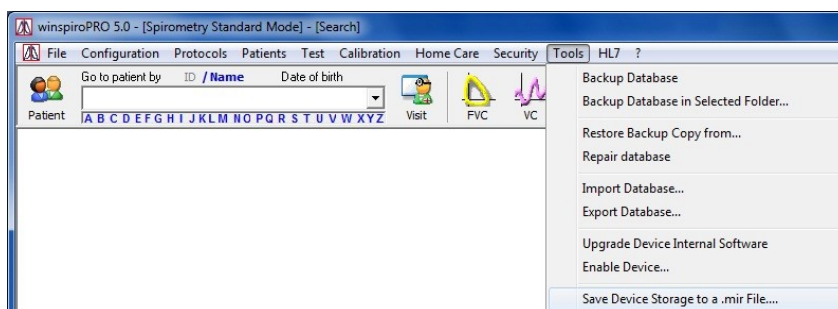 winspiroPRO 5.0 - [Spirometry Standard Mode] - [Search]
File Configuration Protocols Patients Test Calibration Home Care Security Tools HL7 ?
Go to patient by ID / Name Date of birth
A B C D E F G H I J K L M N O P Q R S T U V W X Y Z
Patient Visit FVC VC
Backup Database
Backup Database in Selected Folder...
Restore Backup Copy from...
Repair database
Import Database...
Export Database...
Upgrade Device Internal Software
Enable Device...
Save Device Storage to a .mir File....